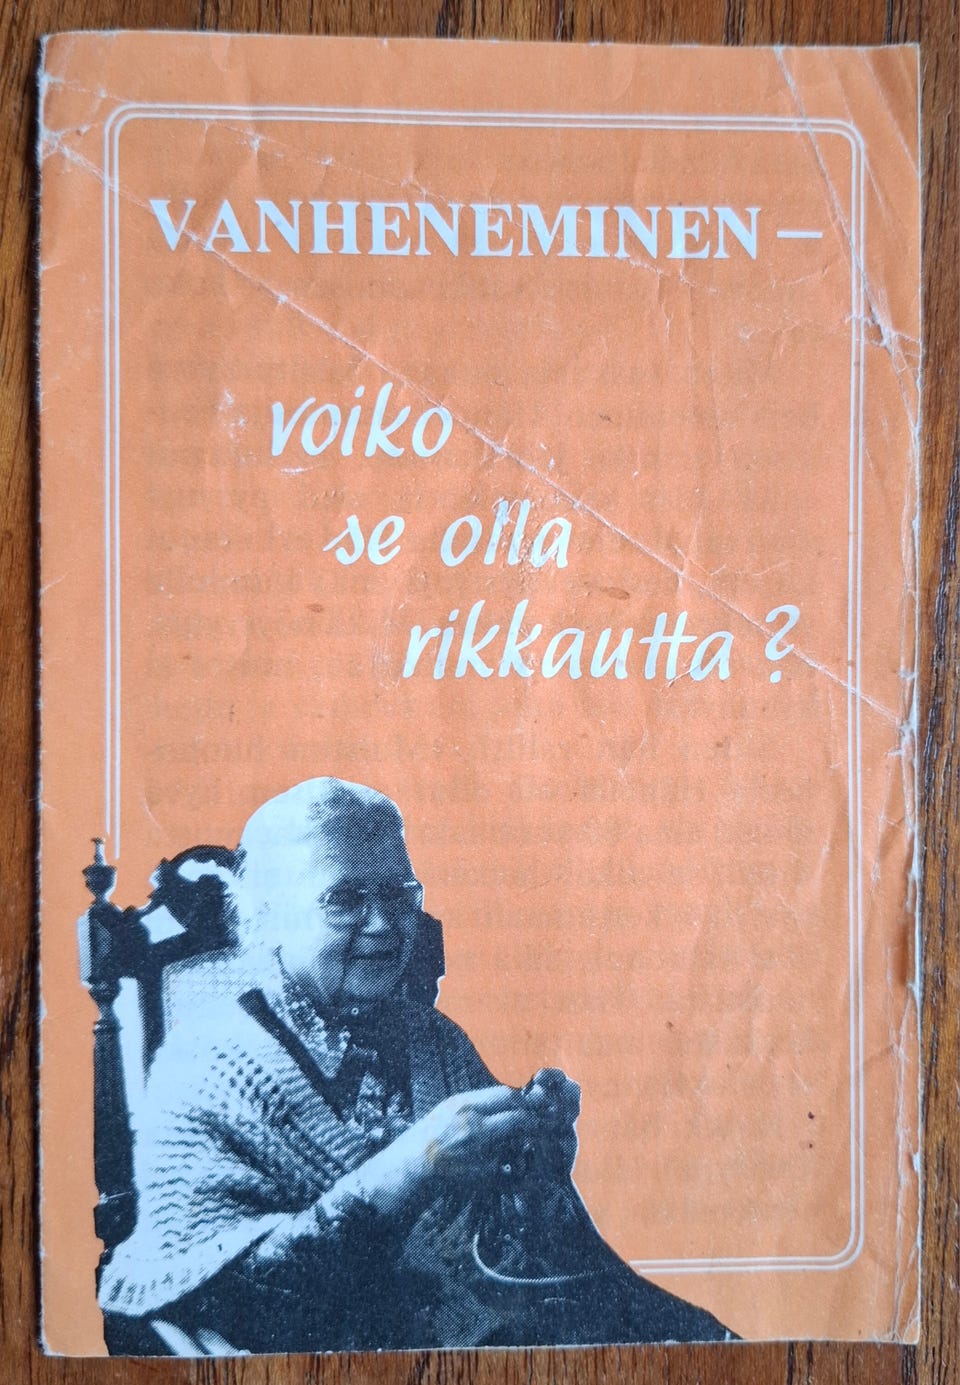 VANHENEMINEN –
voiko
se olla
rikkautta?